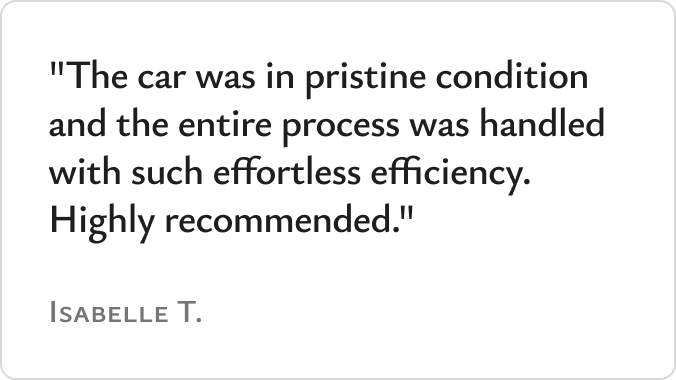 "The car was in pristine condition
and the entire process was handled
with such effortless efficiency.
Highly recommended."
Isabelle T.